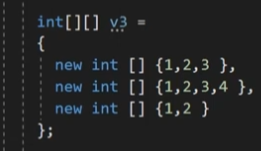 int[][] v3 =
{
new int [] {1,2,3 },
new int [] {1,2,3,4 },
new int [] {1,2 }
};